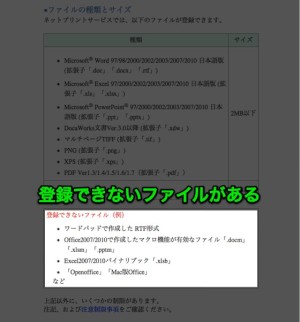 ●ファイルの種類とサイズ
ネットプリントサービスでは、以下のファイルが登録できます。
種類 サイズ
• Microsoft® Word 97/98/2000/2002/2003/2007/2010 日本語版
(拡張子「.doc」「.docx」「.rtf」)
• Microsoft® Excel 97/2000/2002/2003/2007/2010 日本語版 (拡
張子「.xls」「.xlsx」)
• Microsoft® PowerPoint® 97/2000/2002/2003/2007/2010 日本
語版 (拡張子「.ppt」「.pptx」)
2MB以下
• DocuWorks文書Ver.3.0以降 (拡張子「.xdw」)
• マルチページTIFF (拡張子「.tif」)
• PNG (拡張子「.png」)
• XPS (拡張子「.xps」)
• PDF Ver1.3/1.4/1.5/1.6/1.7 (拡張子「.pdf」)
登録できないファイルがある
登録できないファイル（例）
• ワードパッドで作成した RTF形式
• Office2007/2010で作成したマクロ機能が有効なファイル「.docm」
「.xlsm」「.pptm」
• Excel2007/2010バイナリブック「.xlsb」
• 「Openoffice」「Mac版Office」
など
上記以外に、いくつかの制限があります。
注記、および注意制限事項をご確認ください。